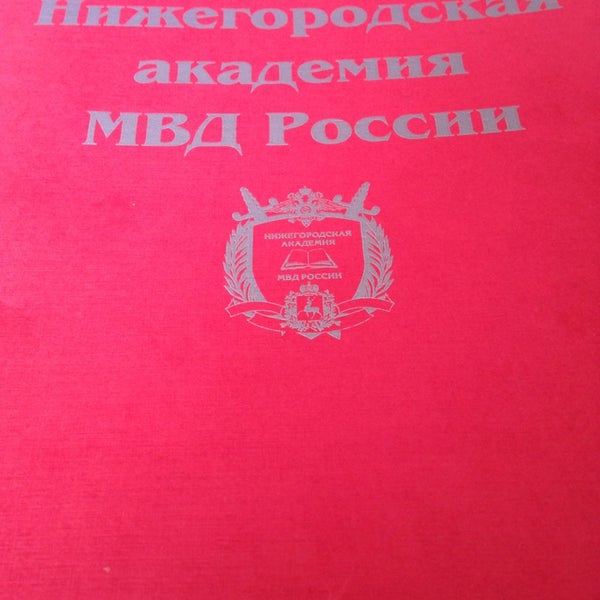 Нижегородская
академия
МВД России
НИЖЕГОРОДСКАЯ
АКАДЕМИЯ
МВД РОССИИ